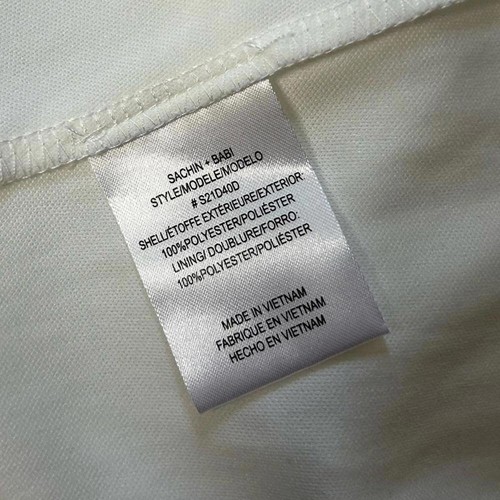 SACHIN + BABI
STYLE/MODELE/MODELO
# S21D40D
SHELL/ÉTOFFE EXTÉRIEURE/EXTERIOR:
100%POLYESTER/POLIÉSTER
LINING/ DOUBLURE/FORRO:
100%POLYESTER/POLIÉSTER
MADE IN VIETNAM
FABRIQUE EN VIETNAM
HECHO EN VIETNAM